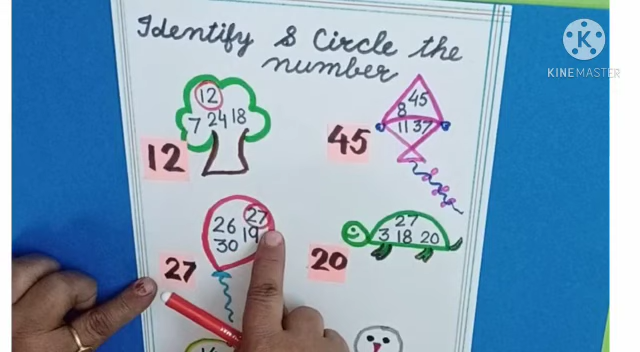 Identify & Circle the
number
12
7 24 18
12
45
8
11 37
45
27
26
19
30
27
27
3 18 20
20
KINEMASTER